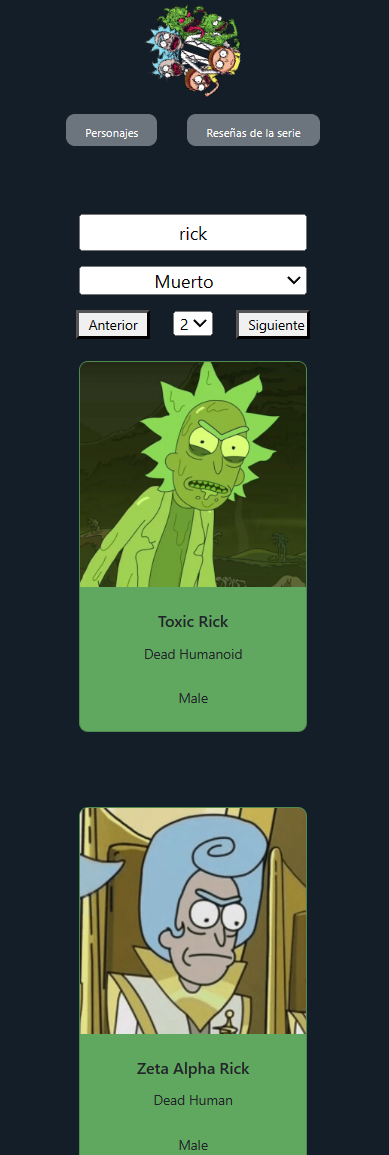 Personajes
Reseñas de la serie
rick
Muerto
Anterior
2
Siguiente
Toxic Rick
Dead Humanoid
Male
Zeta Alpha Rick
Dead Human
Male